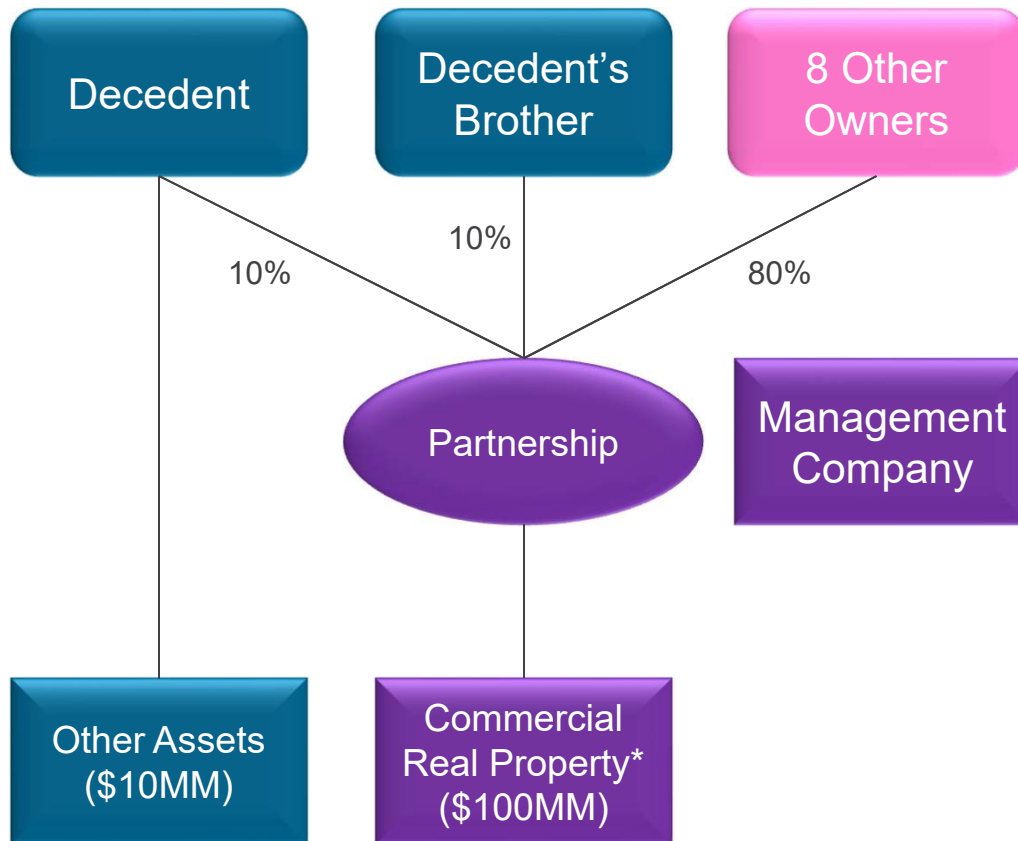 Decedent
Decedent’s
Brother
8 Other
Owners
10%
10%
80%
Partnership
Management
Company
Other Assets
($10MM)
Commercial
Real Property*
($100MM)